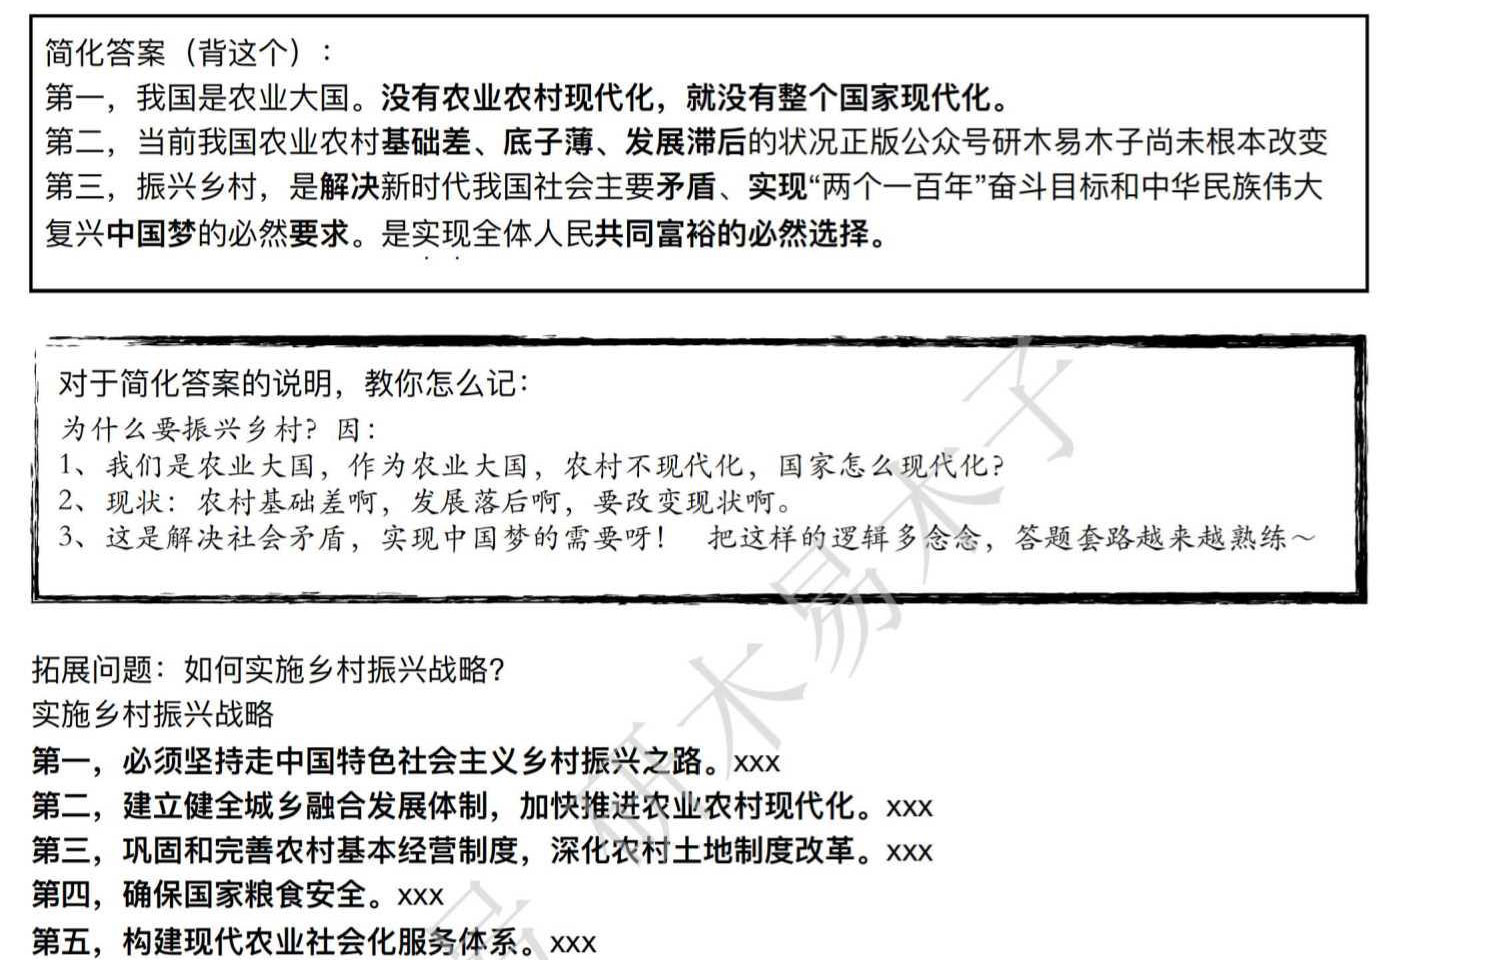 简化答案（背这个）：
第一，我国是农业大国。没有农业农村现代化，就没有整个国家现代化。
第二，当前我国农业农村基础差、底子薄、发展滞后的状况正版公众号研木易木子尚未根本改变
第三，振兴乡村，是解决新时代我国社会主要矛盾、实现“两个一百年”奋斗目标和中华民族伟大
复兴中国梦的必然要求。是实现全体人民共同富裕的必然选择。
对于简化答案的说明，教你怎么记：
为什么要振兴乡村？因：
1、我们是农业大国，作为农业大国，农村不现代化，国家怎么现代化？
2、现状：农村基础差啊，发展落后啊，要改变现状啊。
3、这是解决社会矛盾，实现中国梦的需要呀！ 把这样的逻辑多念念，答题套路越来越熟练～
拓展问题：如何实施乡村振兴战略？
实施乡村振兴战略
第一，必须坚持走中国特色社会主义乡村振兴之路。xxx
第二，建立健全城乡融合发展体制，加快推进农业农村现代化。xxx
第三，巩固和完善农村基本经营制度，深化农村土地制度改革。xxx
第四，确保国家粮食安全。xxx
第五，构建现代农业社会化服务体系。xxx
研木易木子
易